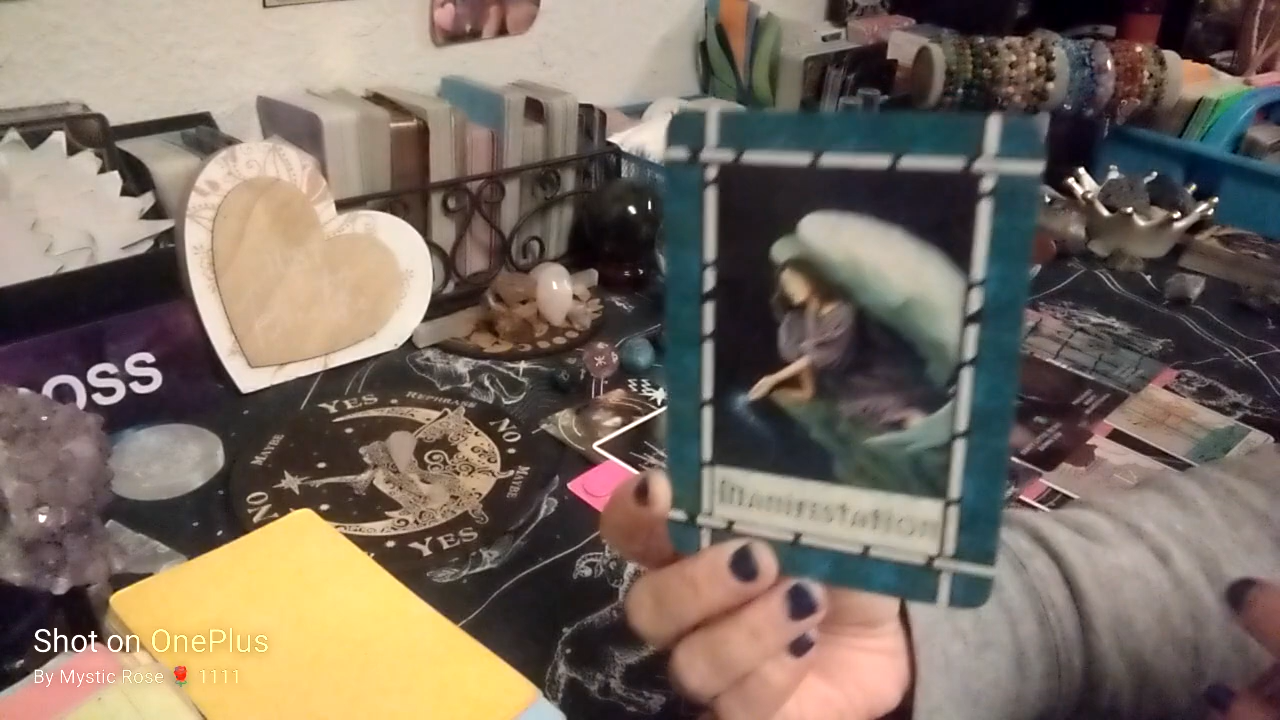 OSS
YES
REPHRASE
NO
MAYBE
MAYBE
NO
YES
Manifestation
Shot on OnePlus
By Mystic Rose 🌹 1111